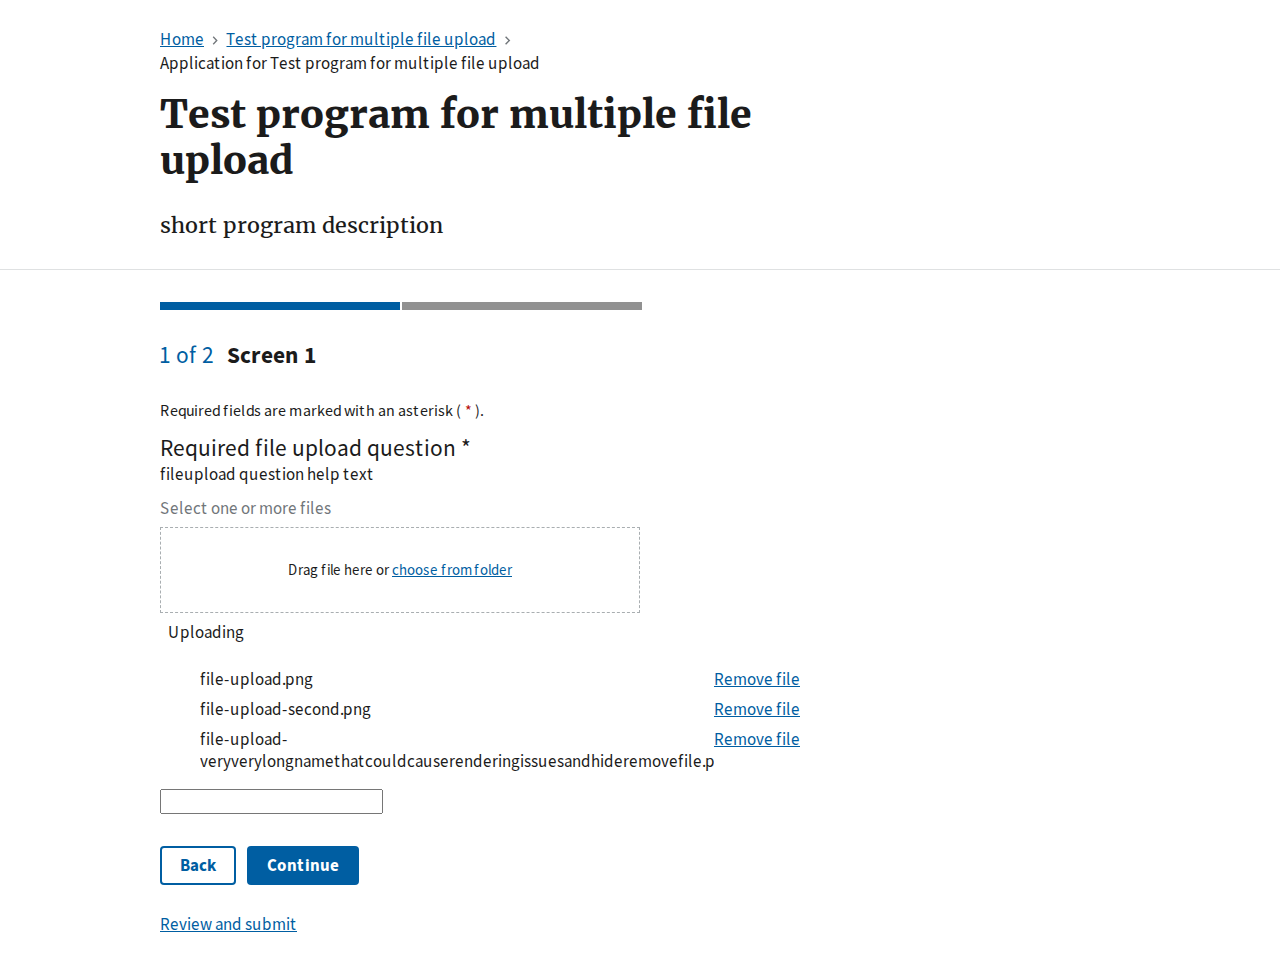 Home > Test program for multiple file upload >
Application for Test program for multiple file upload
Test program for multiple file
upload
short program description
1 of 2 Screen 1
Required fields are marked with an asterisk ( * ).
Required file upload question *
fileupload question help text
Select one or more files
Drag file here or choose from folder
Uploading
file-upload.png Remove file
file-upload-second.png Remove file
file-upload- Remove file
veryverylongnamethatcouldcauserenderingissuesandhideremovefile.p
Back Continue
Review and submit